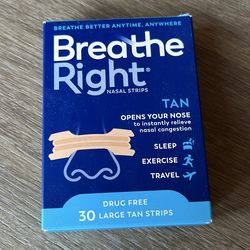 BREATHE BETTER ANYTIME, ANYWHERE
Breathe
Right®
NASAL STRIPS
TAN
OPENS YOUR NOSE
to instantly relieve
nasal congestion
SLEEP
EXERCISE
TRAVEL
DRUG FREE
30 LARGE TAN STRIPS